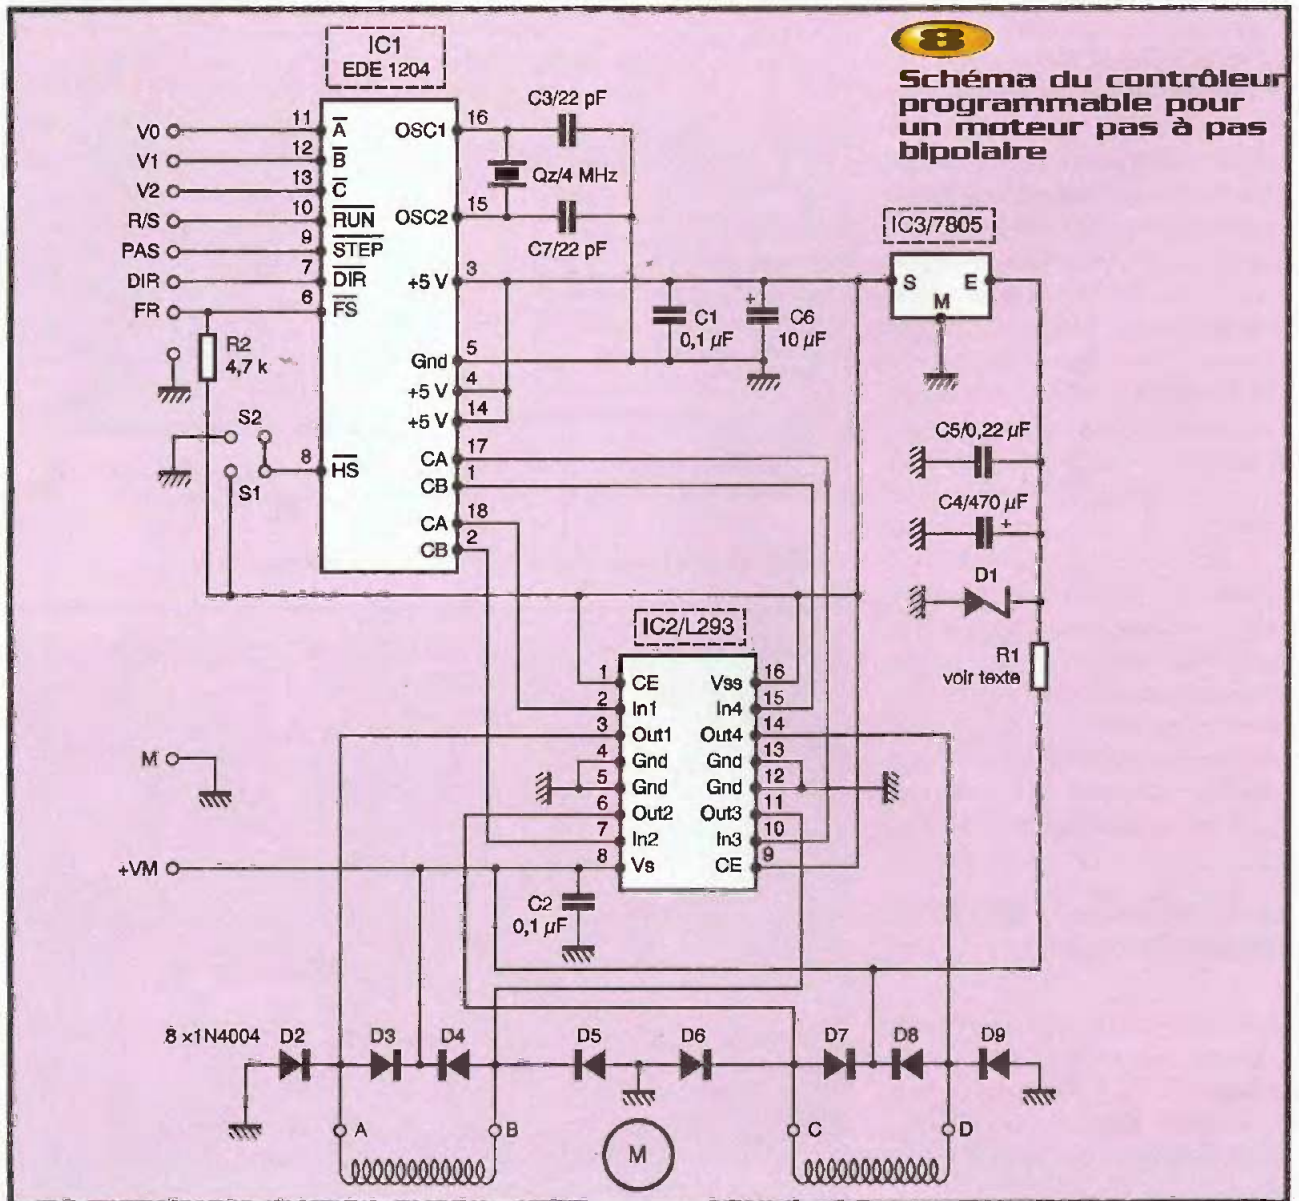 8
Schéma du contrôleur
programmable pour
un moteur pas à pas
bipolaire
IC1
EDE 1204
V0
V1
V2
R/S
PAS
DIR
FR
11
12
13
10
9
7
6
8
A
B
C
RUN
STEP
DIR
FS
HS
OSC1
OSC2
+5 V
Gnd
+5 V
+5 V
CA
CB
CA
CB
16
15
3
5
4
14
17
1
18
2
C3/22 pF
Qz/4 MHz
C7/22 pF
R2
4,7 k
S2
S1
C1
0,1 µF
+
C6
10 µF
IC3/7805
S
E
M
C5/0,22 µF
C4/470 µF
+
D1
R1
voir texte
IC2/L293
1
2
3
4
5
6
7
8
CE
In1
Out1
Gnd
Gnd
Out2
In2
Vs
Vss
In4
Out4
Gnd
Gnd
Out3
In3
CE
16
15
14
13
12
11
10
9
M
+VM
C2
0,1 µF
8 x1N4004
D2
D3
D4
D5
D6
D7
D8
D9
A
B
M
C
D